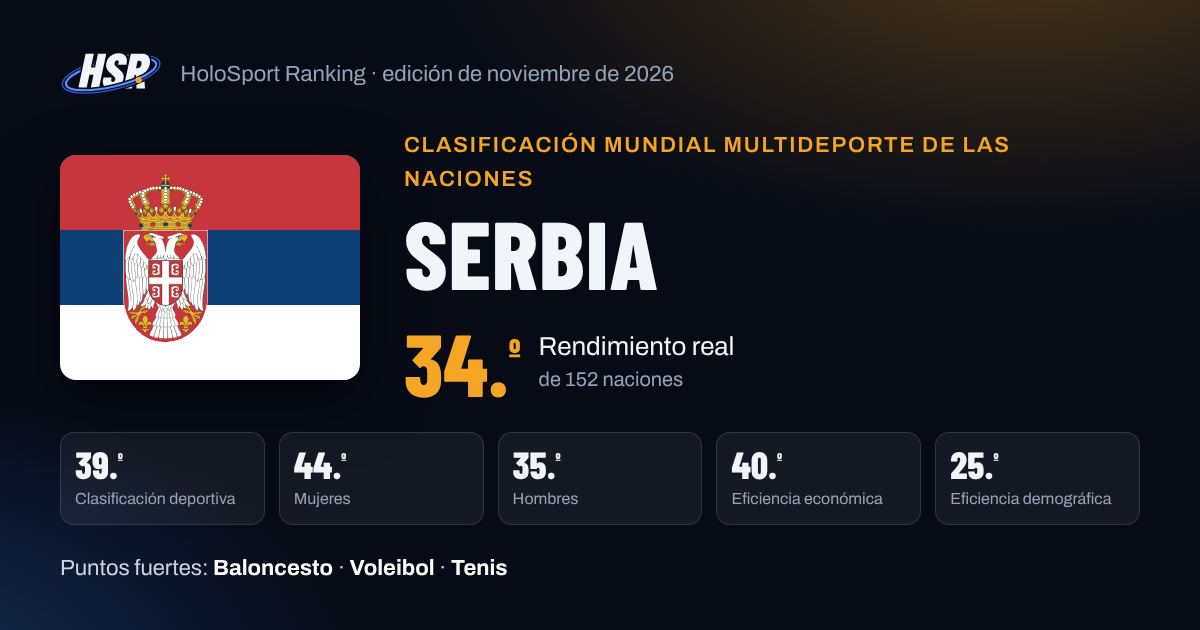 HSR HoloSport Ranking · edición de noviembre de 2026
CLASIFICACIÓN MUNDIAL MULTIDEPORTE DE LAS
NACIONES
SERBIA
34.º Rendimiento real
de 152 naciones
39.º
Clasificación deportiva
44.º
Mujeres
35.º
Hombres
40.º
Eficiencia económica
25.º
Eficiencia demográfica
Puntos fuertes: Baloncesto · Voleibol · Tenis